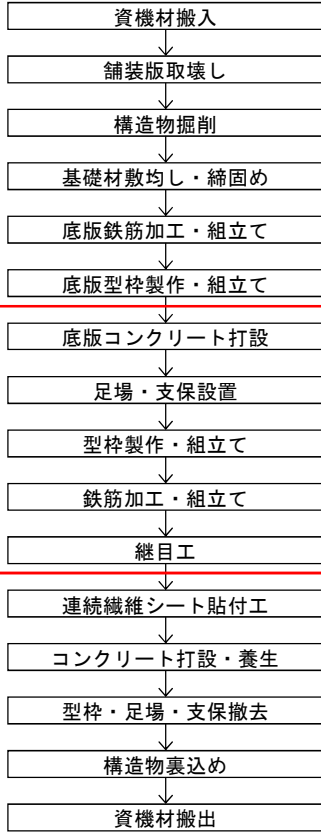 資機材搬入
舗装版取壊し
構造物掘削
基礎材敷均し・締固め
底版鉄筋加工・組立て
底版型枠製作・組立て
底版コンクリート打設
足場・支保設置
型枠製作・組立て
鉄筋加工・組立て
継目工
連続繊維シート貼付工
コンクリート打設・養生
型枠・足場・支保撤去
構造物裏込め
資機材搬出